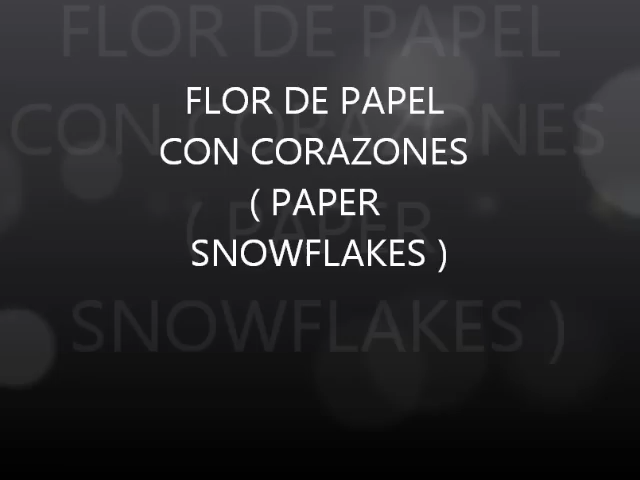 FLOR DE PAPEL
CON CORAZONES
( PAPER
SNOWFLAKES )